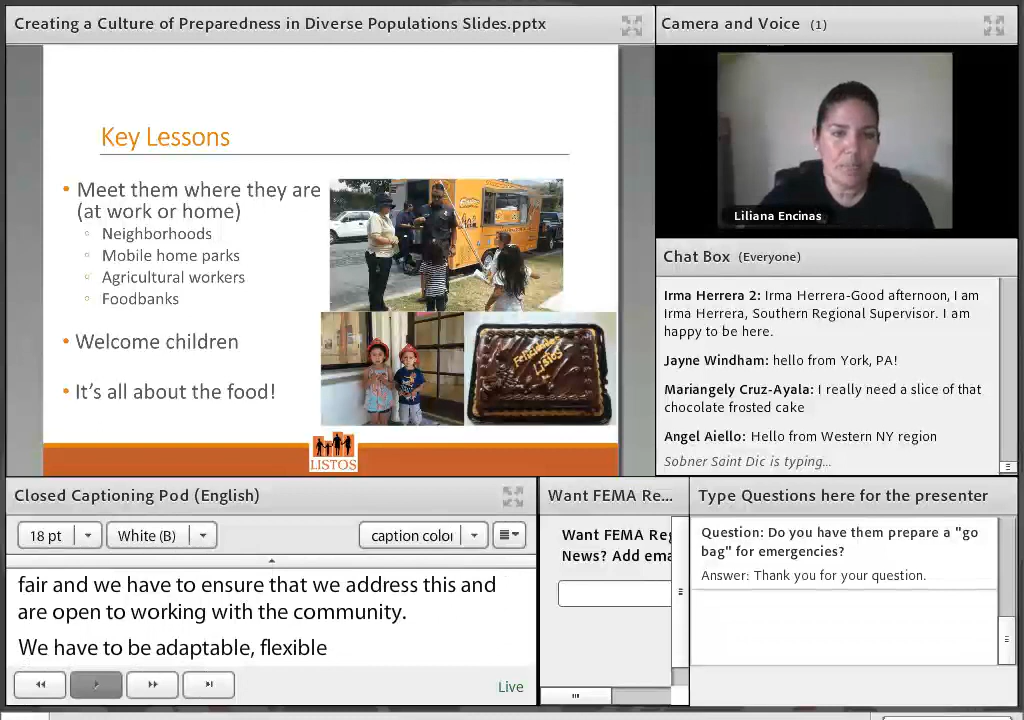 Creating a Culture of Preparedness in Diverse Populations Slides.pptx
Key Lessons
• Meet them where they are
(at work or home)
◦ Neighborhoods
◦ Mobile home parks
◦ Agricultural workers
◦ Foodbanks
• Welcome children
• It's all about the food!
Felicidades
Listos
LISTOS
Camera and Voice (1)
Liliana Encinas
Chat Box (Everyone)
Irma Herrera 2: Irma Herrera-Good afternoon, I am
Irma Herrera, Southern Regional Supervisor. I am
happy to be here.
Jayne Windham: hello from York, PA!
Mariangely Cruz-Ayala: I really need a slice of that
chocolate frosted cake
Angel Aiello: Hello from Western NY region
Sobner Saint Dic is typing...
Closed Captioning Pod (English)
18 pt
White (B)
caption color
fair and we have to ensure that we address this and
are open to working with the community.
We have to be adaptable, flexible
Live
Want FEMA Re...
Want FEMA Reg
News? Add ema
Type Questions here for the presenter
Question: Do you have them prepare a "go
bag" for emergencies?
Answer: Thank you for your question.